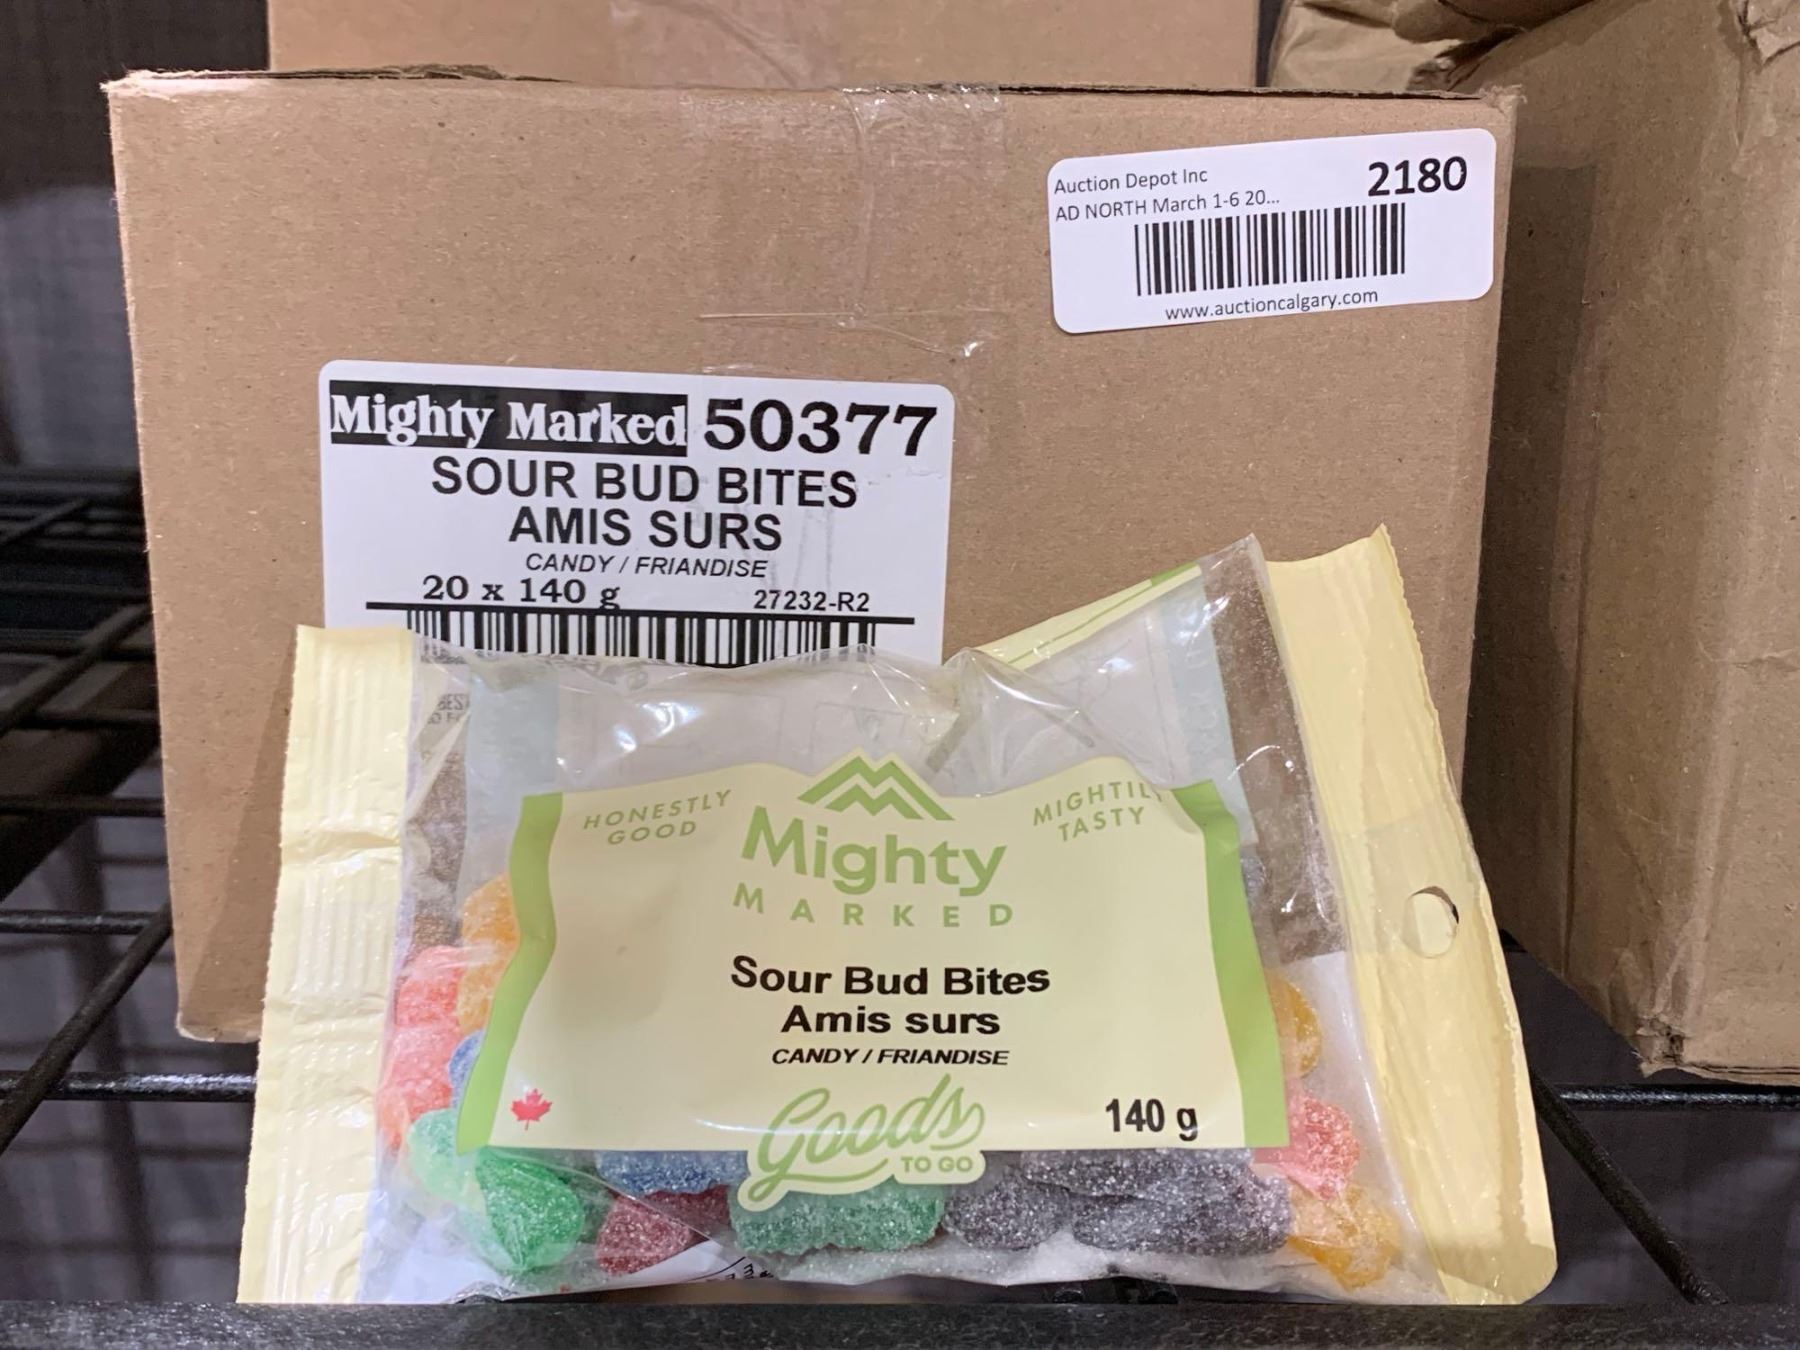 Auction Depot Inc
2180
AD NORTH March 1-6 20...
www.auctioncalgary.com
Mighty Marked 50377
SOUR BUD BITES
AMIS SURS
CANDY / FRIANDISE
20 x 140 g
27232-R2
HONESTLY
GOOD
Mighty
MARKED
MIGHTILY
TASTY
Sour Bud Bites
Amis surs
CANDY / FRIANDISE
Goods
TO GO
140 g